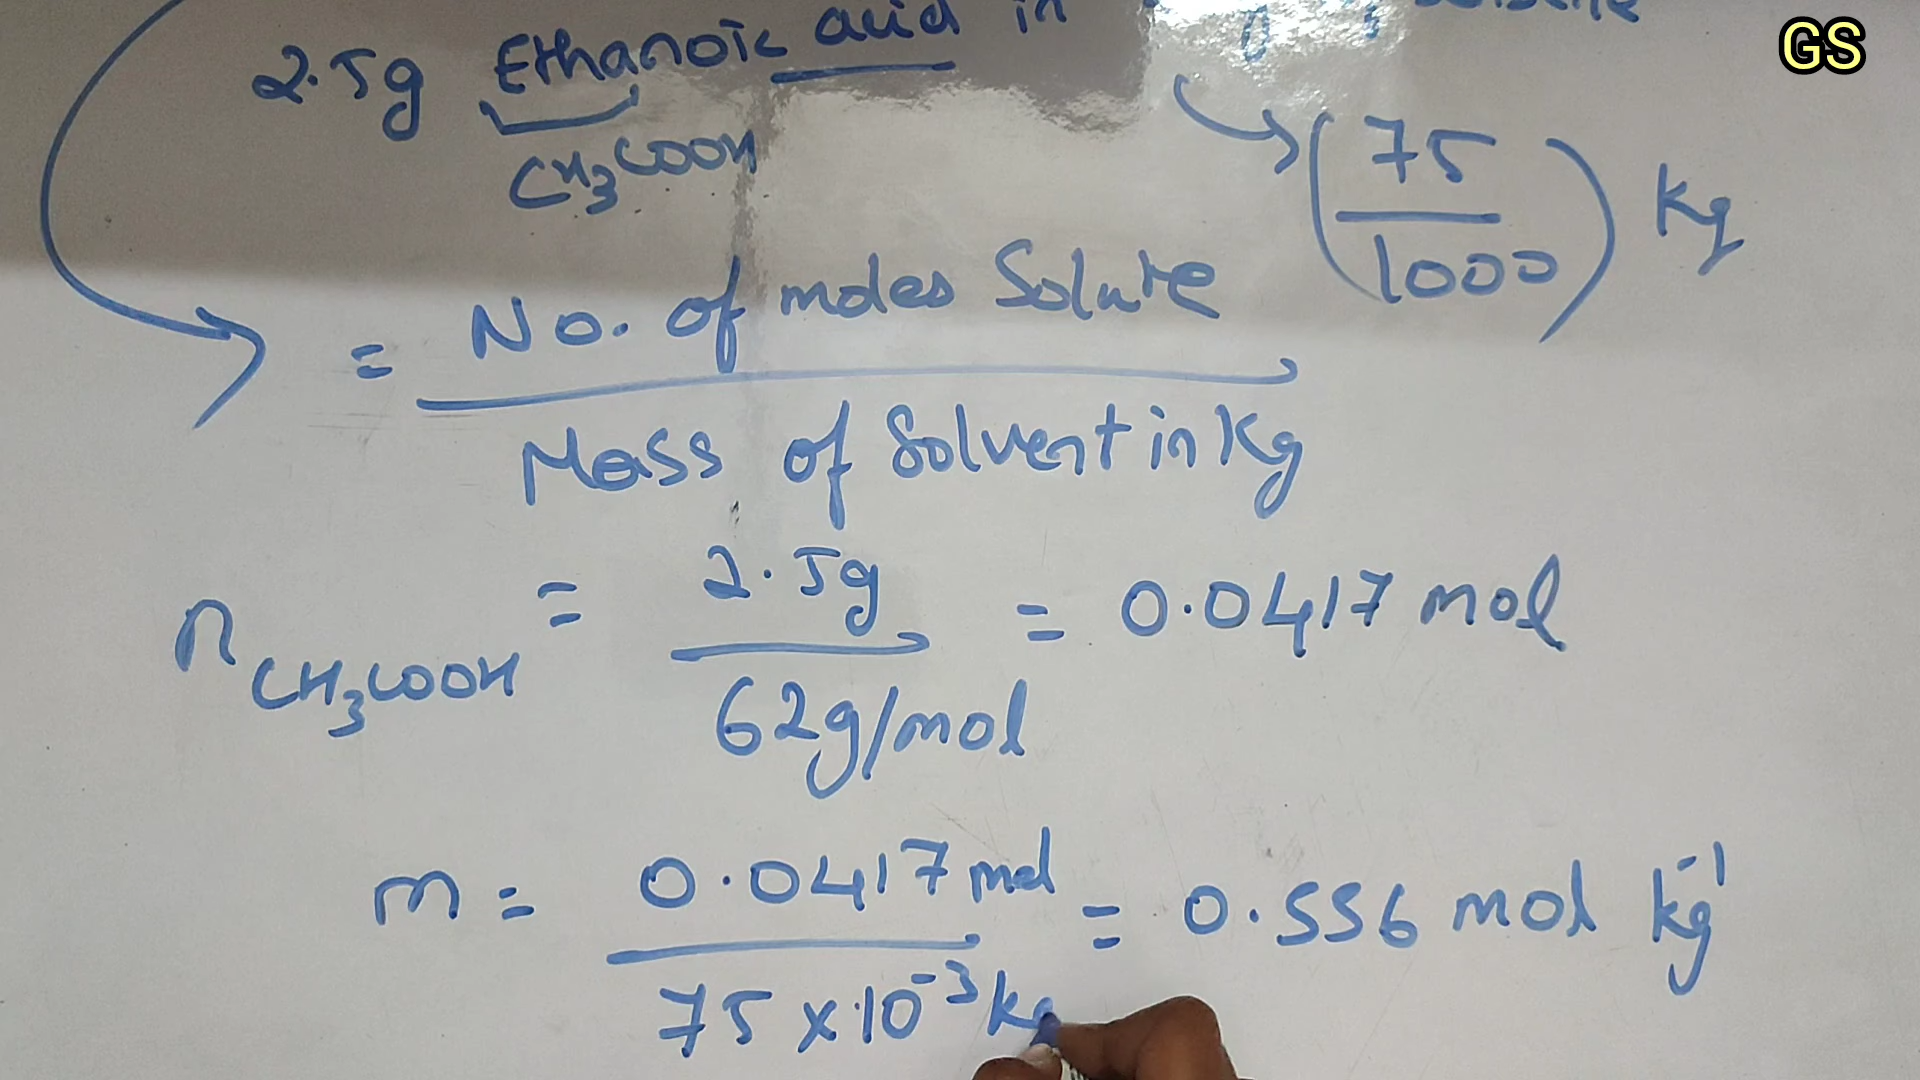 2.5g Ethanoic acid in
GS
CH3COOH
(75/1000) Kg
= No. of moles Solute
Mass of Solvent in Kg
nCH3COOH = 2.5g / 62g/mol = 0.0417 mol
m = 0.0417 mol / 75 x 10^-3 kg = 0.556 mol kg^-1